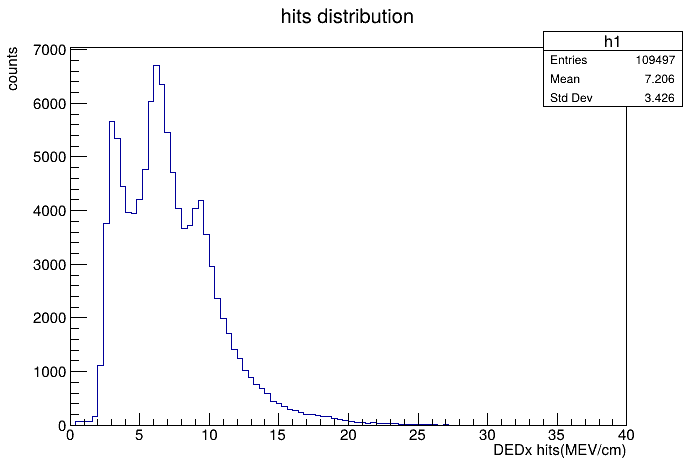 hits distribution
h1
Entries 109497
Mean 7.206
Std Dev 3.426
counts
7000
6000
5000
4000
3000
2000
1000
0
0 5 10 15 20 25 30 35 40
DEDx hits(MEV/cm)